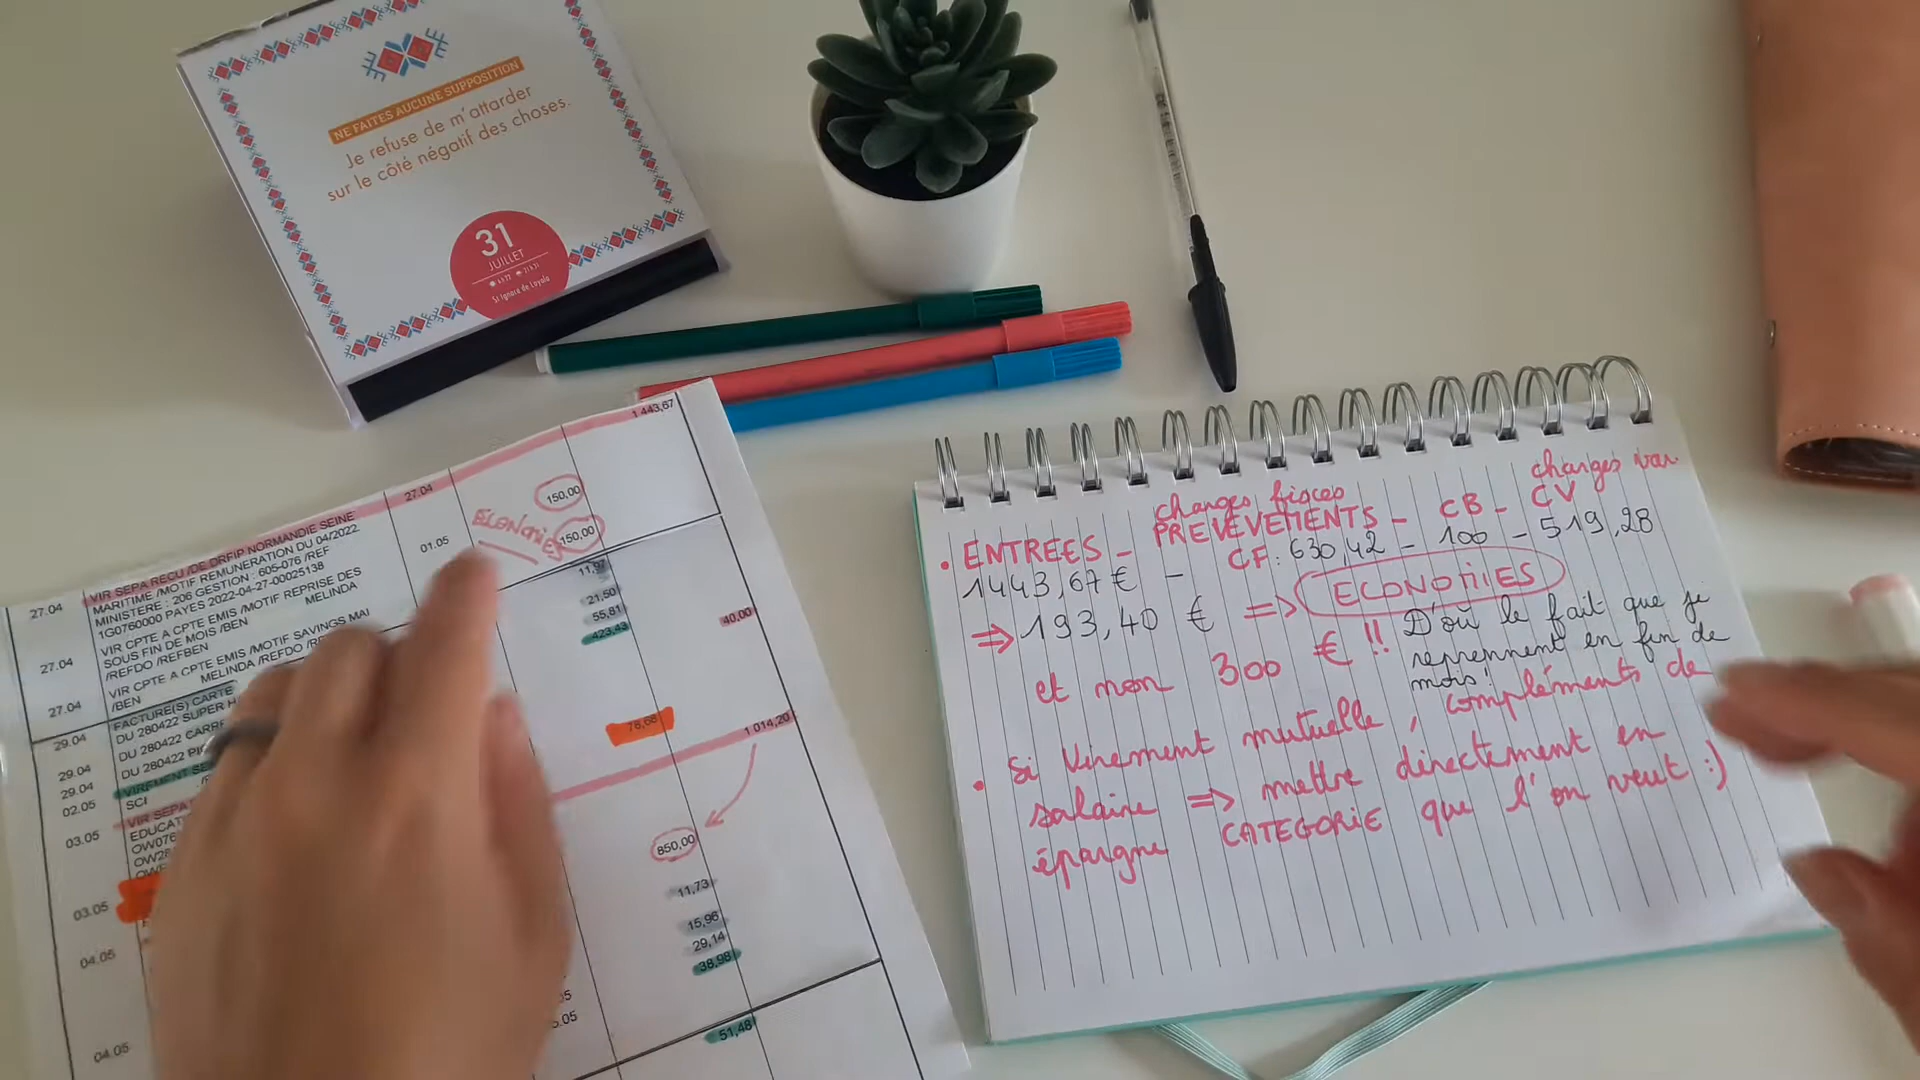 NE FAITES AUCUNE SUPPOSITION
Je refuse de m'attarder
sur le côté négatif des choses.
31
JUILLET
St Ignace de Loyola
27.04
VIR SEPA RECU /DE DRFIP NORMANDIE SEINE
27.04
1 443,67
MARITIME /MOTIF REMUNERATION DU 04/2022
MINISTERE : 206 GESTION : 605-076 /REF
1G0760000 PAYES 2022-04-27-00025138
27.04
VIR CPTE A CPTE EMIS /MOTIF REPRISE DES
01.05
150,00
SOUS FIN DE MOIS /BEN MELINDA
/REFDO /REFBEN
ECONOMIES
27.04
VIR CPTE A CPTE EMIS /MOTIF SAVINGS MAI
150,00
/BEN MELINDA /REFDO
29.04
FACTURE(S) CARTE
DU 280422 SUPER
11,97
DU 280422 CARRE
21,50
DU 280422
55,81
29.04
423,43
29.04
40,00
02.05
SCI
03.05
VIR SEPA
1 014,20
EDUCAT
OW076
76,68
03.05
850,00
04.05
11,73
15,96
29,14
38,98
04.05
51,48
charges fisces
charges var
• ENTREES - PREVEVEMENTS - CB - CV
1443,67 € - CF: 630,42 - 100 - 519,28
⇒ 193,40 € ⇒ ECONOMIES
et non 300 € !! D'où le fait que je
reprennent en fin de
mois!
• Si Virement mutuelle, compléments de
salaire ⇒ mettre directement en
épargne CATEGORIE que l'on veut :)